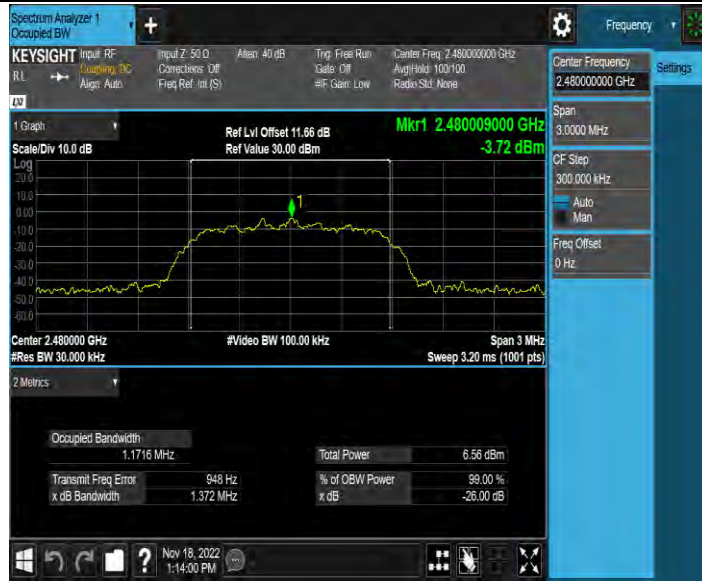 Spectrum Analyzer 1
Occupied BW
Frequency
KEYSIGHT Input: RF Input Z: 50 Ω Atten: 40 dB Trig: Free Run Center Freq: 2.480000000 GHz
RL Coupling: DC Corrections: Off Gate: Off Avg|Hold: 100/100
Align: Auto Freq Ref: Int (S) #IF Gain: Low Radio Std: None
Center Frequency
2.480000000 GHz
Settings
Span
3.0000 MHz
CF Step
300.000 kHz
Auto
Man
Freq Offset
0 Hz
1 Graph
Scale/Div 10.0 dB
Ref Lvl Offset 11.66 dB
Ref Value 30.00 dBm
Mkr1 2.480009000 GHz
-3.72 dBm
Log
20.0
10.0
0.00
-10.0
-20.0
-30.0
-40.0
-50.0
-60.0
1
Center 2.480000 GHz #Video BW 100.00 kHz Span 3 MHz
#Res BW 30.000 kHz Sweep 3.20 ms (1001 pts)
2 Metrics
Occupied Bandwidth
1.1716 MHz
Total Power 6.56 dBm
Transmit Freq Error 948 Hz
% of OBW Power 99.00 %
x dB Bandwidth 1.372 MHz
x dB -26.00 dB
Nov 18, 2022
1:14:00 PM